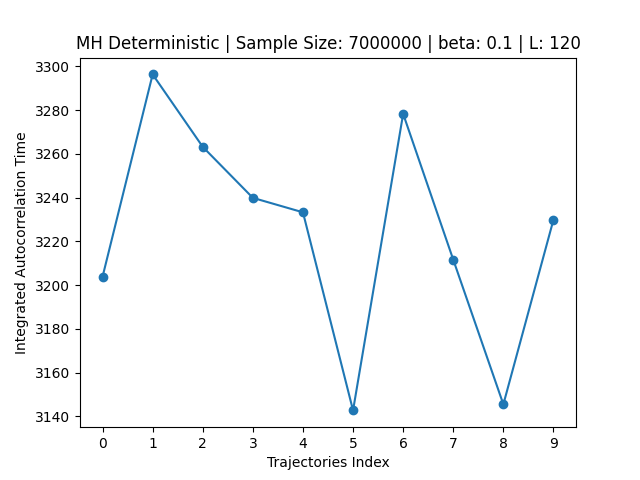 MH Deterministic | Sample Size: 7000000 | beta: 0.1 | L: 120
Integrated Autocorrelation Time
3300
3280
3260
3240
3220
3200
3180
3160
3140
0 1 2 3 4 5 6 7 8 9
Trajectories Index